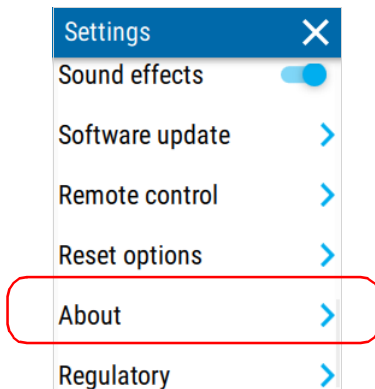 Settings
Sound effects
Software update
Remote control
Reset options
About
Regulatory